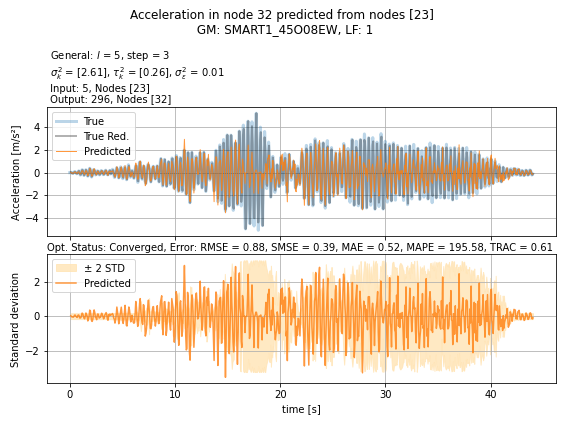 Acceleration in node 32 predicted from nodes [23]
GM: SMART1_45O08EW, LF: 1
General: l = 5, step = 3
σ²ₖ = [2.61], τ²ₖ = [0.26], σ²ε = 0.01
Input: 5, Nodes [23]
Output: 296, Nodes [32]
True
True Red.
Predicted
Acceleration [m/s²]
4
2
0
−2
−4
Opt. Status: Converged, Error: RMSE = 0.88, SMSE = 0.39, MAE = 0.52, MAPE = 195.58, TRAC = 0.61
± 2 STD
Predicted
Standard deviation
2
0
−2
0 10 20 30 40
time [s]